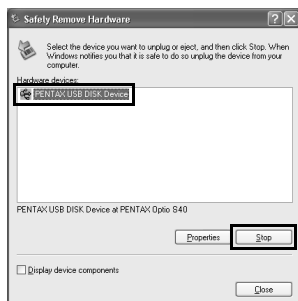 Safely Remove Hardware
Select the device you want to unplug or eject, and then click Stop. When
Windows notifies you that it is safe to do so unplug the device from your
computer.
Hardware devices:
PENTAX USB DISK Device
PENTAX USB DISK Device at PENTAX Optio S40
Properties
Stop
Display device components
Close